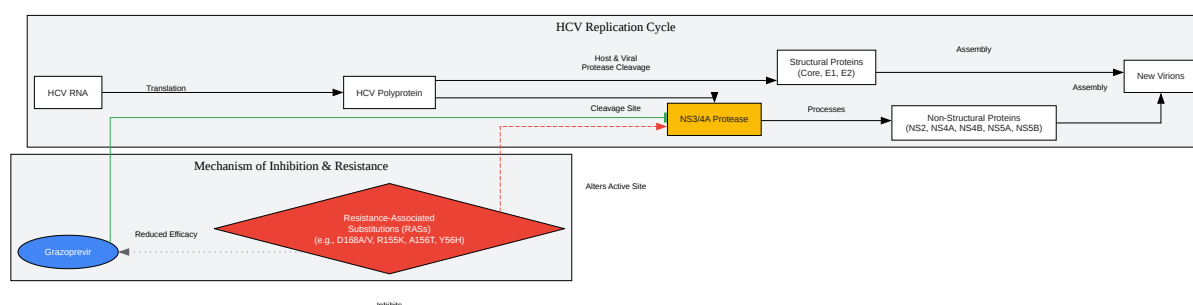 HCV Replication Cycle
Host & Viral
Protease Cleavage
Structural Proteins
(Core, E1, E2)
Assembly
New Virions
HCV RNA
Translation
HCV Polyprotein
Assembly
Cleavage Site
NS3/4A Protease
Processes
Non-Structural Proteins
(NS2, NS4A, NS4B, NS5A, NS5B)
Mechanism of Inhibition & Resistance
Alters Active Site
Resistance-Associated
Substitutions (RASs)
(e.g., D168A/V, R155K, A156T, Y56H)
Reduced Efficacy
Grazoprevir
Inhibits